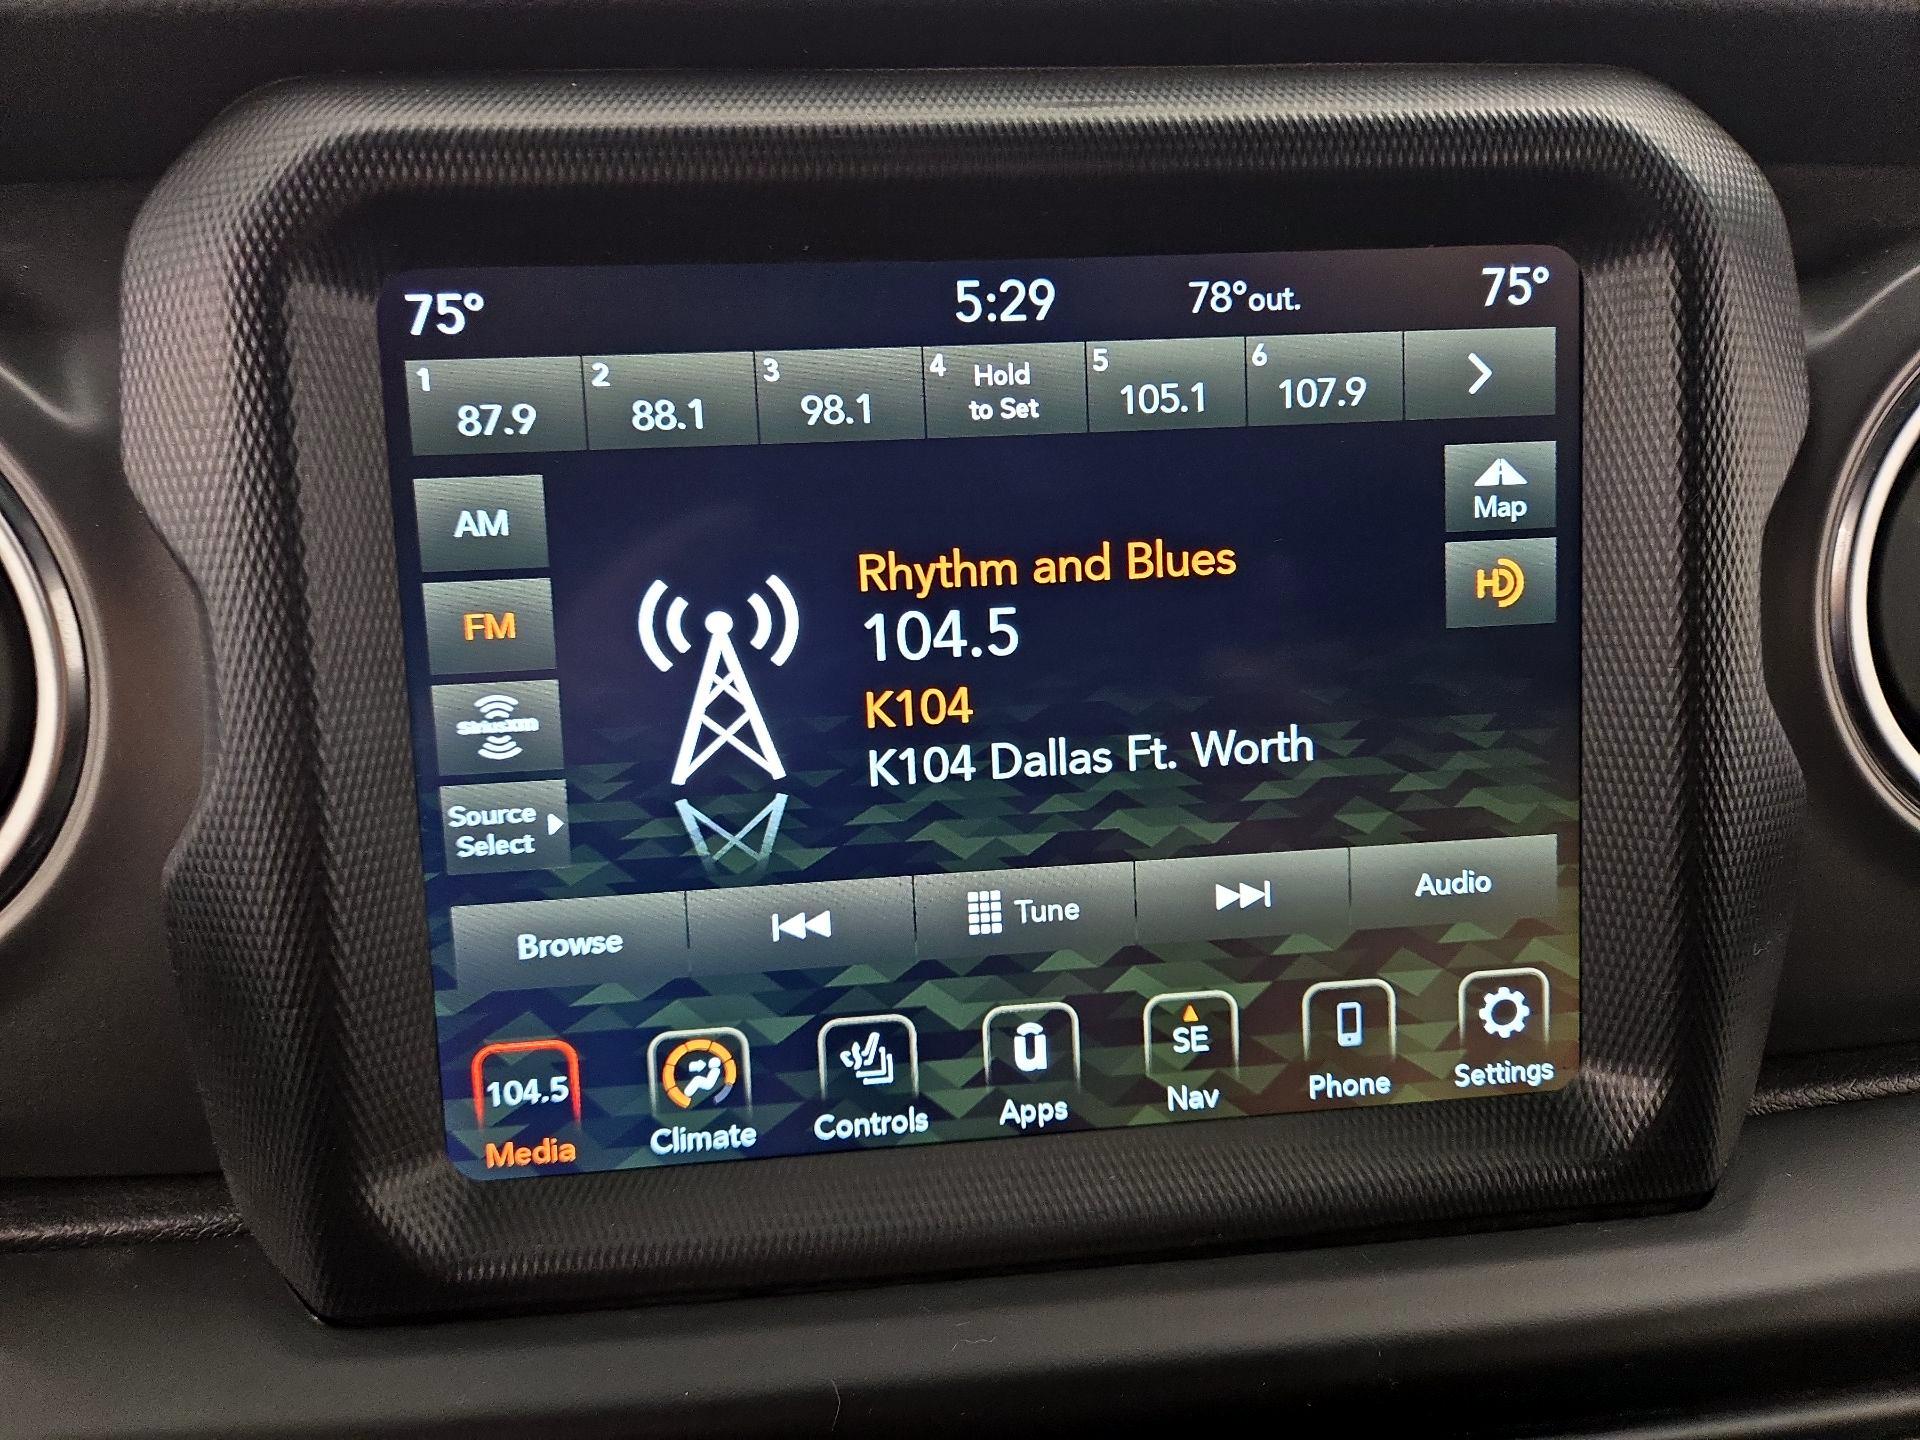 75° 5:29 78°out. 75°
1 2 3 4 5 6
87.9 88.1 98.1 Hold to Set 105.1 107.9
AM
Map
FM
HD
SiriusXM
Source
Select
Rhythm and Blues
104.5
K104
K104 Dallas Ft. Worth
Browse Tune Audio
104.5 SE
Media Climate Controls Apps Nav Phone Settings